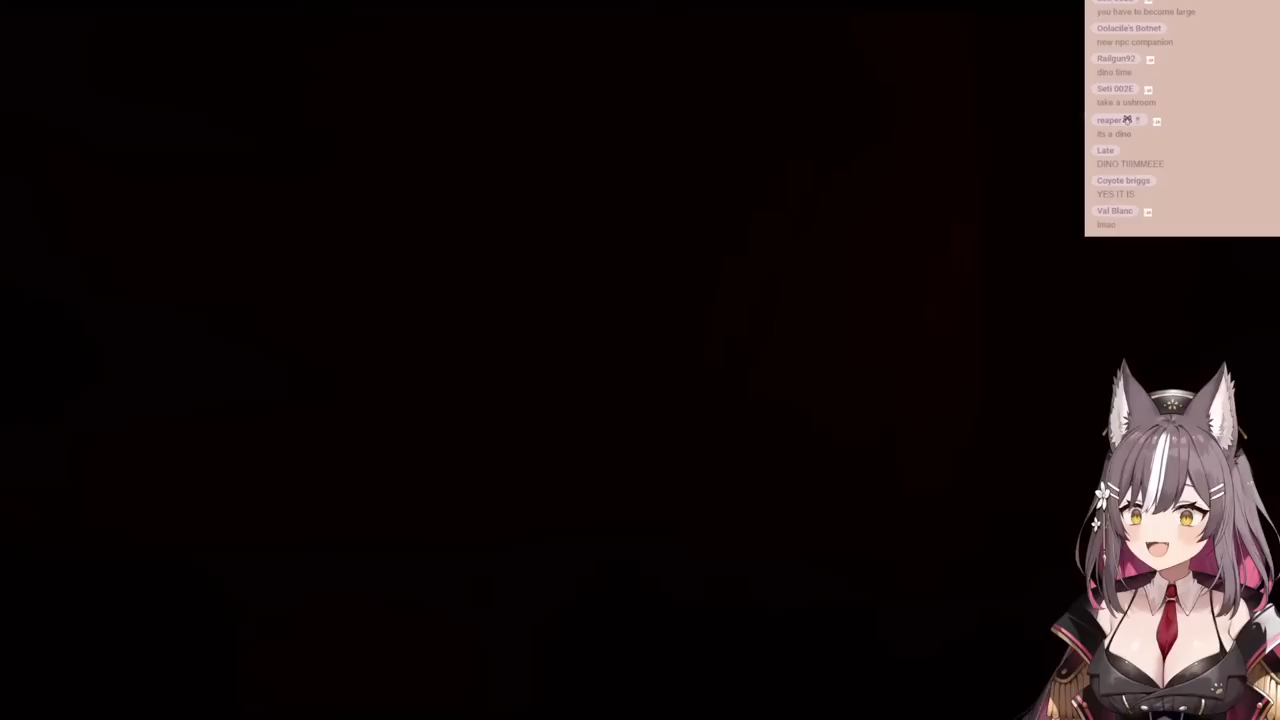 you have to become large
Oolacile's Botnet
new npc companion
Railgun92
dino time
Seti 002E
take a ushroom
reaper
its a dino
Late
DINO TIIIMMEEE
Coyote briggs
YES IT IS
Val Blanc
lmao